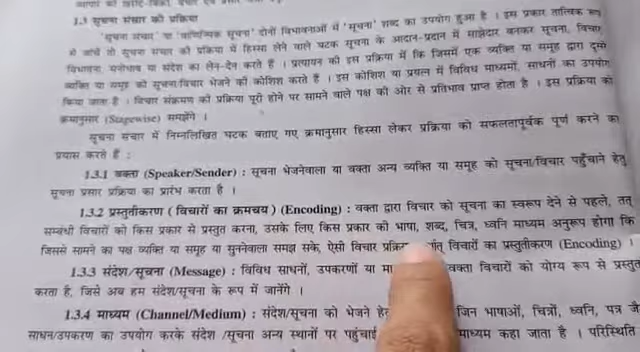 1.3 सूचना संचार की प्रक्रिया
'सूचना संचार' या 'वाणिज्यिक सूचना' दोनों विभावनाओं में 'सूचना' शब्द का उपयोग हुआ है । इस प्रकार तात्त्विक रूप
में जाँचें तो सूचना संचार की प्रक्रिया में हिस्सा लेने वाले घटक सूचना के आदान-प्रदान में साझेदार बनकर सूचना, विचार,
विभावना, मनोभाव या संदेश का लेन-देन करते हैं । प्रत्यायन की इस प्रक्रिया में कि जिसमें एक व्यक्ति या समूह द्वारा दूसरे
व्यक्ति या समूह को सूचना/विचार भेजने की कोशिश करते हैं । इस कोशिश या प्रयत्न में विविध माध्यमों, साधनों का उपयोग
किया जाता है । विचार संक्रमण की प्रक्रिया पूरी होने पर सामने वाले पक्ष की ओर से प्रतिभाव प्राप्त होता है । इस प्रक्रिया को
क्रमानुसार (Stagewise) समझेंगे ।
सूचना संचार में निम्नलिखित घटक बताए गए क्रमानुसार हिस्सा लेकर प्रक्रिया को सफलतापूर्वक पूर्ण करने का
प्रयास करते हैं :
1.3.1 वक्ता (Speaker/Sender) : सूचना भेजनेवाला या वक्ता अन्य व्यक्ति या समूह को सूचना/विचार पहुँचाने हेतु
सूचना प्रसार प्रक्रिया का प्रारंभ करता है ।
1.3.2 प्रस्तुतीकरण (विचारों का क्रमचय) (Encoding) : वक्ता द्वारा विचार को सूचना का स्वरूप देने से पहले, तत्
सम्बंधी विचारों को किस प्रकार से प्रस्तुत करना, उसके लिए किस प्रकार की भाषा, शब्द, चित्र, ध्वनि माध्यम अनुरूप होगा कि
जिससे सामने का पक्ष व्यक्ति या समूह या सुननेवाला समझ सके, ऐसी विचार विचारों का प्रस्तुतीकरण (Encoding) ।
1.3.3 संदेश/सूचना (Message) : विविध साधनों, उपकरणों या वक्ता विचारों को योग्य रूप से प्रस्तुत
करता है, जिसे अब हम संदेश/सूचना के रूप में जानेंगे ।
1.3.4 माध्यम (Channel/Medium) : संदेश/सूचना को भेजने जिन भाषाओं, चित्रों, ध्वनि, पत्र
साधन/उपकरण का उपयोग करके संदेश /सूचना अन्य स्थानों पर माध्यम कहा जाता है । परिस्थिति